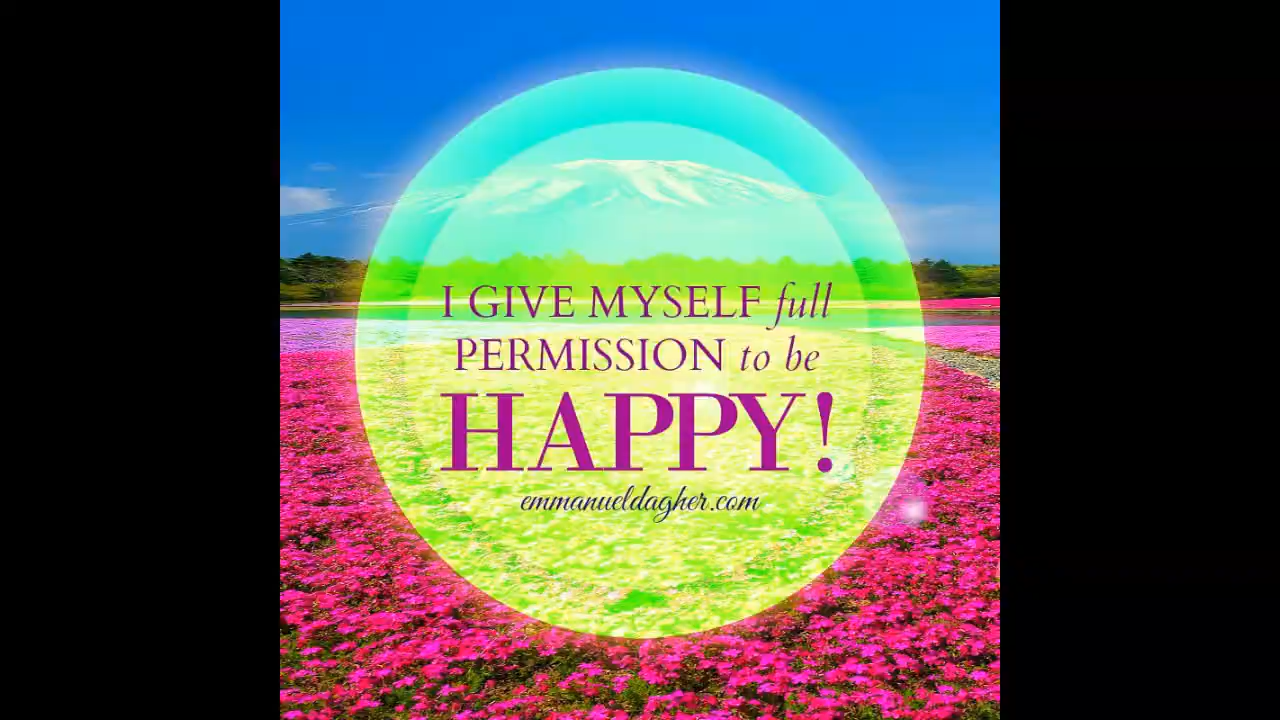 I GIVE MYSELF full
PERMISSION to be
HAPPY!
emmanueldagher.com